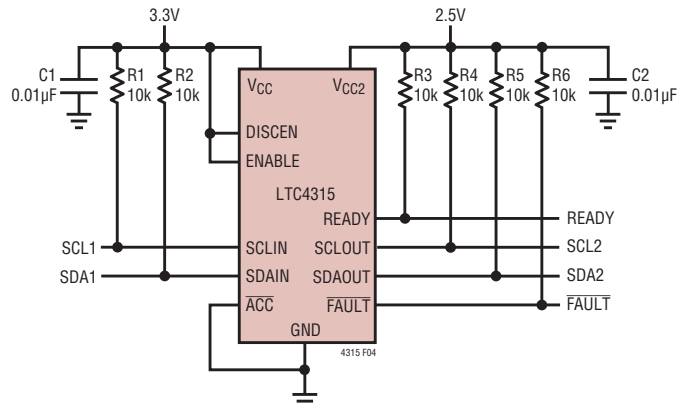 3.3V
2.5V
C1
0.01µF
R1
10k
R2
10k
R3
10k
R4
10k
R5
10k
R6
10k
C2
0.01µF
VCC
VCC2
DISCEN
ENABLE
LTC4315
READY
READY
SCL1
SCLIN
SCLOUT
SCL2
SDA1
SDAIN
SDAOUT
SDA2
ACC
FAULT
FAULT
GND
4315 F04